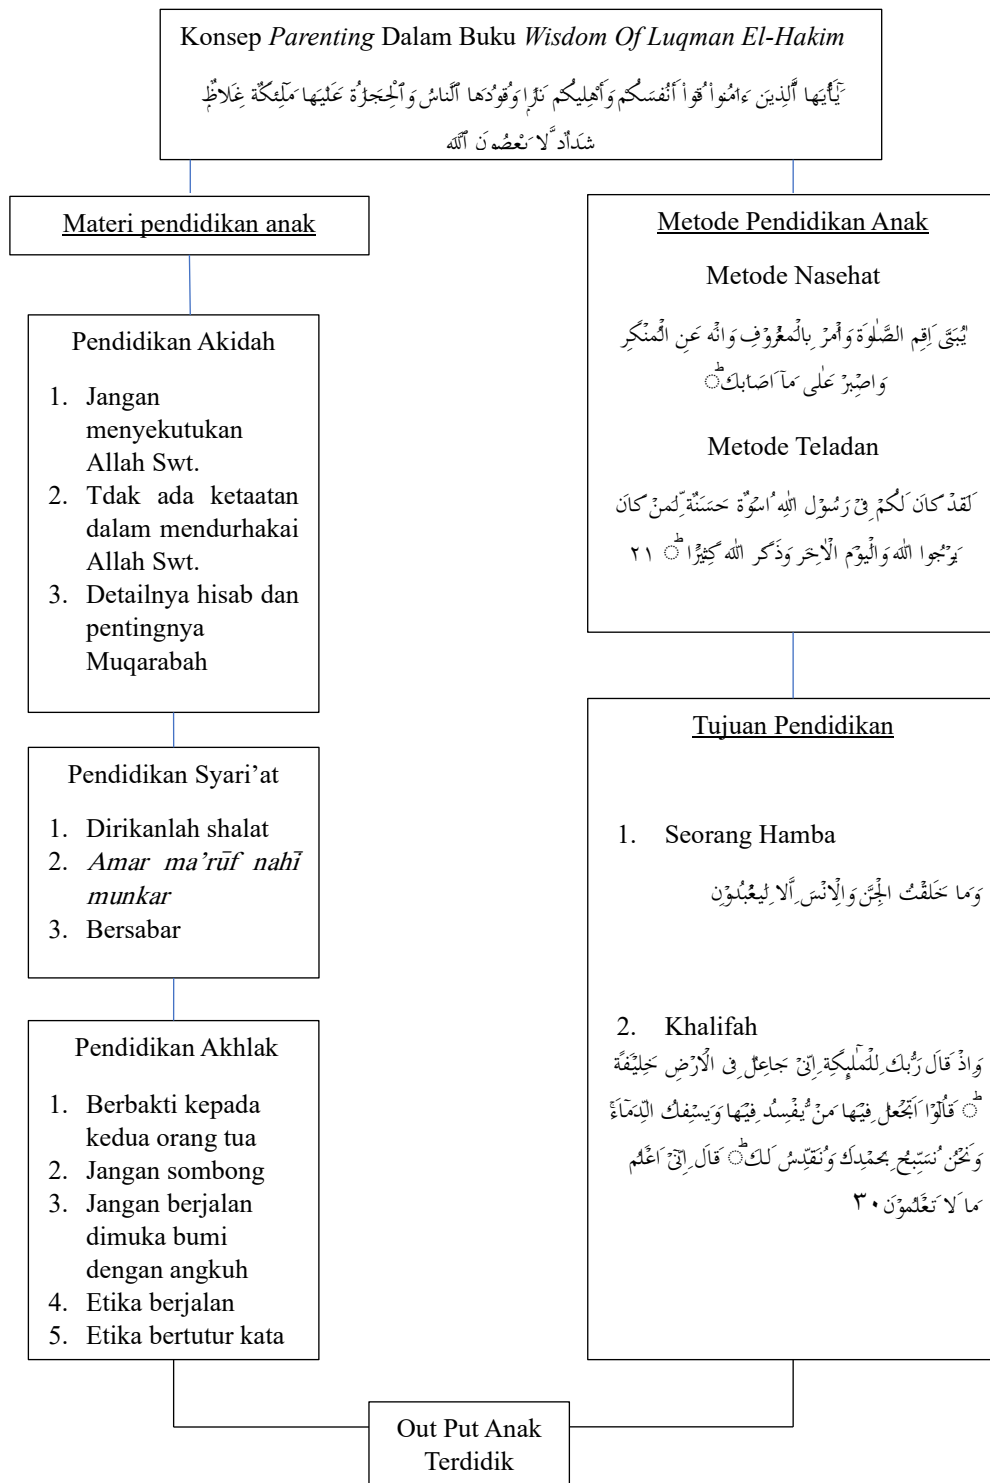 Konsep Parenting Dalam Buku Wisdom Of Luqman El-Hakim
يَٰٓأَيُّهَا ٱلَّذِينَ ءَامَنُواْ قُوٓاْ أَنفُسَكُمۡ وَأَهۡلِيكُمۡ نَارٗا وَقُودُهَا ٱلنَّاسُ وَٱلۡحِجَارَةُ عَلَيۡهَا مَلَٰٓئِكَةٌ غِلَاظٞ
شِدَادٞ لَّا يَعۡصُونَ ٱللَّهَ
Materi pendidikan anak
Pendidikan Akidah
1. Jangan
menyekutukan
Allah Swt.
2. Tdak ada ketaatan
dalam mendurhakai
Allah Swt.
3. Detailnya hisab dan
pentingnya
Muqarabah
Pendidikan Syari’at
1. Dirikanlah shalat
2. Amar ma’rūf nahī
munkar
3. Bersabar
Pendidikan Akhlak
1. Berbakti kepada
kedua orang tua
2. Jangan sombong
3. Jangan berjalan
dimuka bumi
dengan angkuh
4. Etika berjalan
5. Etika bertutur kata
Metode Pendidikan Anak
Metode Nasehat
يٰبُنَيَّ اَقِمِ الصَّلٰوةَ وَأْمُرْ بِالْمَعْرُوْفِ وَانْهَ عَنِ الْمُنْكَرِ
وَاصْبِرْ عَلٰى مَآ اَصَابَكَۗ
Metode Teladan
لَقَدْ كَانَ لَكُمْ فِيْ رَسُوْلِ اللّٰهِ اُسْوَةٌ حَسَنَةٌ لِّمَنْ كَانَ
يَرْجُوا اللّٰهَ وَالْيَوْمَ الْاٰخِرَ وَذَكَرَ اللّٰهَ كَثِيْرًاۗ ٢١
Tujuan Pendidikan
1. Seorang Hamba
وَمَا خَلَقْتُ الْجِنَّ وَالْاِنْسَ اِلَّا لِيَعْبُدُوْنِ
2. Khalifah
وَاِذْ قَالَ رَبُّكَ لِلْمَلٰۤىِٕكَةِ اِنِّيْ جَاعِلٌ فِى الْاَرْضِ خَلِيْفَةً
ۗ قَالُوْٓا اَتَجْعَلُ فِيْهَا مَنْ يُّفْسِدُ فِيْهَا وَيَسْفِكُ الدِّمَاۤءَۚ
وَنَحْنُ نُسَبِّحُ بِحَمْدِكَ وَنُقَدِّسُ لَكَۗ قَالَ اِنِّيْٓ اَعْلَمُ
مَا لَا تَعْلَمُوْنَ ٣٠
Out Put Anak
Terdidik